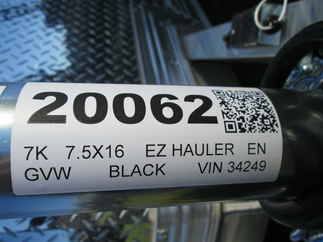 20062
7K 7.5X16 EZ HAULER EN
GVW BLACK VIN 34249